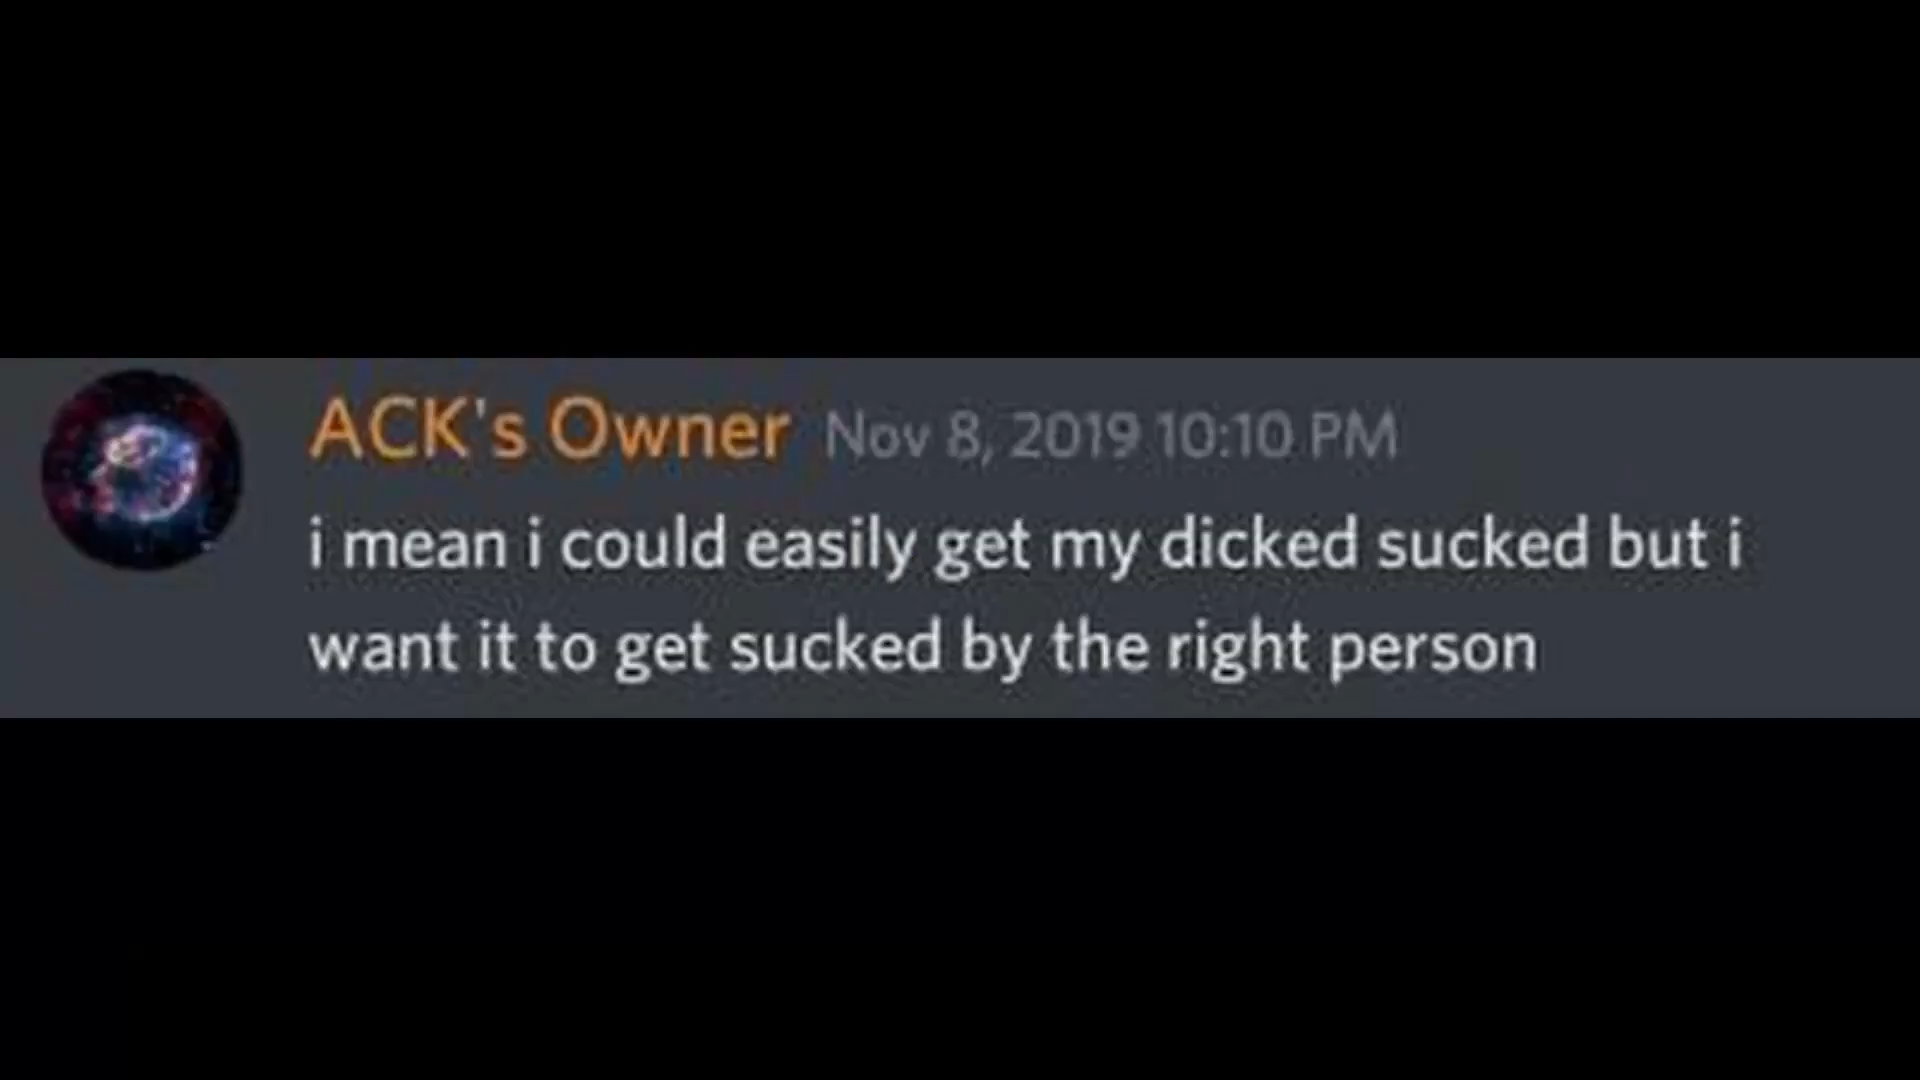 ACK's Owner Nov 8, 2019 10:10 PM
i mean i could easily get my dicked sucked but i
want it to get sucked by the right person